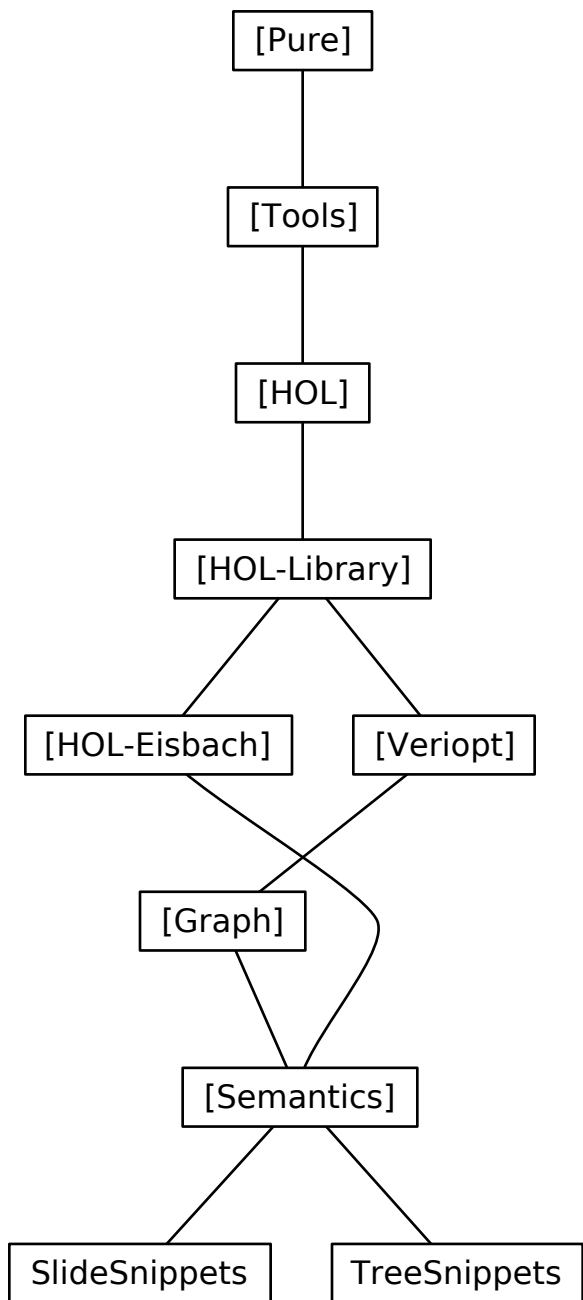 [Pure]
[Tools]
[HOL]
[HOL-Library]
[HOL-Eisbach]
[Veriopt]
[Graph]
[Semantics]
SlideSnippets
TreeSnippets